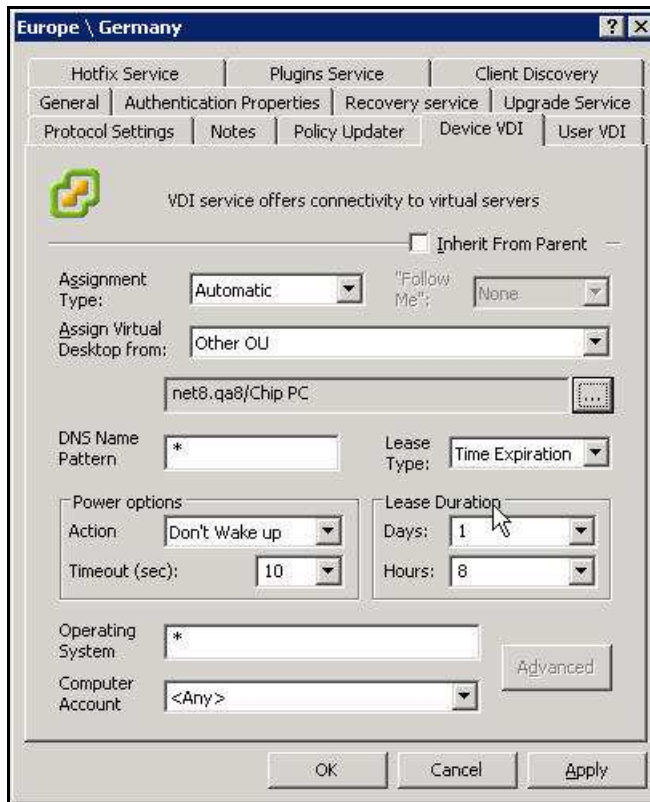 Europe \ Germany
Hotfix Service Plugins Service Client Discovery
General Authentication Properties Recovery service Upgrade Service
Protocol Settings Notes Policy Updater Device VDI User VDI
VDI service offers connectivity to virtual servers
Inherit From Parent
Assignment Type: Automatic "Follow Me": None
Assign Virtual Desktop from: Other OU
net8.qa8/Chip PC ...
DNS Name Pattern * Lease Type: Time Expiration
Power options Lease Duration
Action Don't Wake up Days: 1
Timeout (sec): 10 Hours: 8
Operating System *
Advanced
Computer Account <Any>
OK Cancel Apply